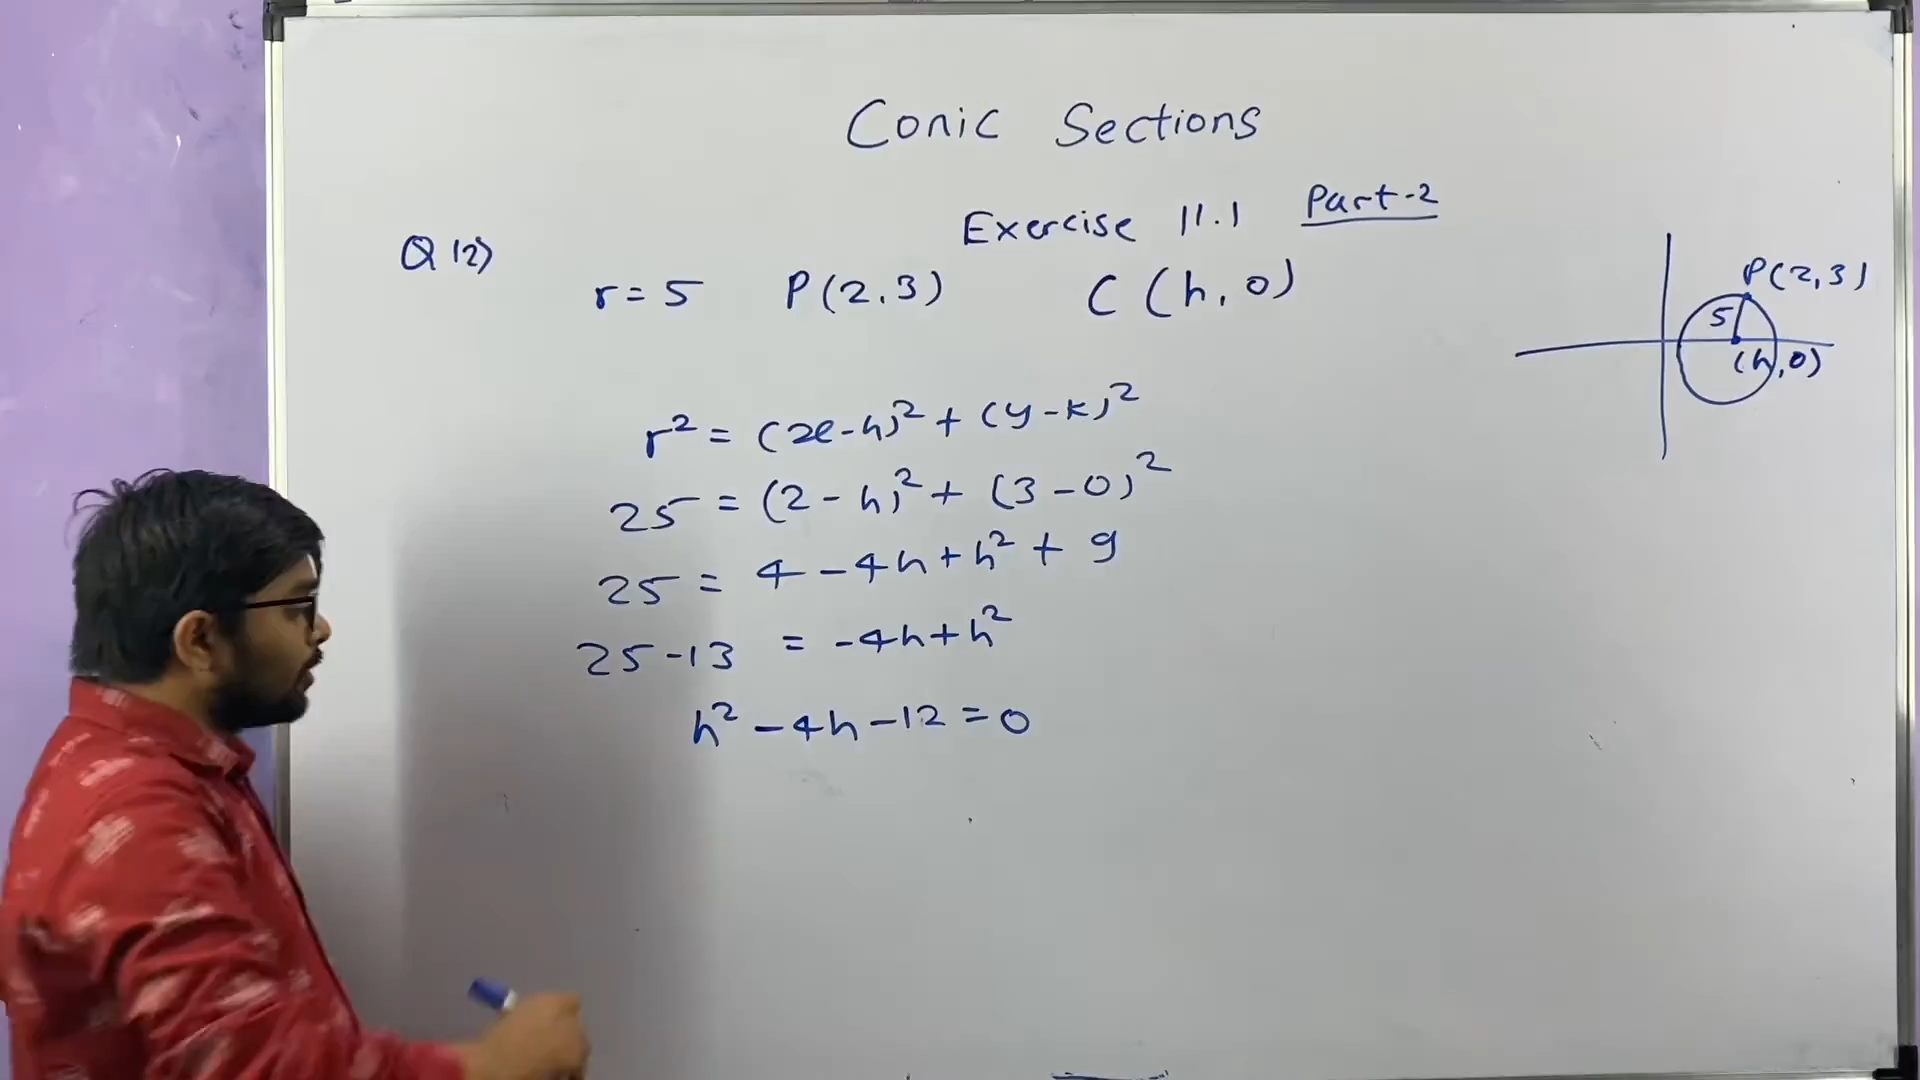 Conic Sections
Exercise 11.1 Part-2
Q 12)
r = 5 P(2,3) C (h, 0)
P(2,3)
5
(h,0)
r² = (x-h)² + (y-k)²
25 = (2-h)² + (3-0)²
25 = 4 - 4h + h² + 9
25-13 = -4h+h²
h² - 4h - 12 = 0